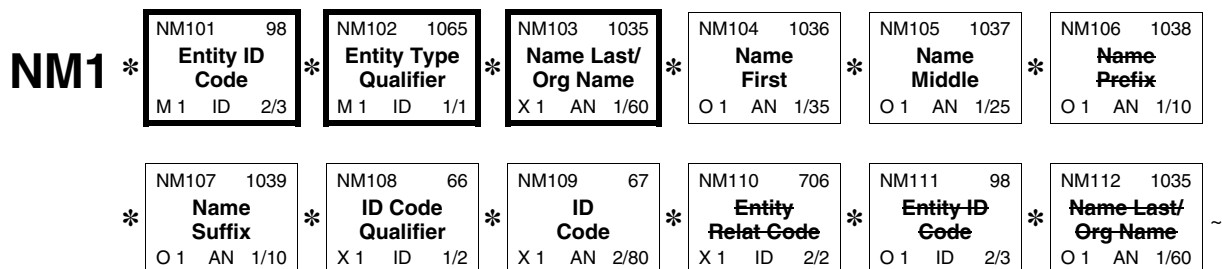 NM101 98 NM102 1065 NM103 1035 NM104 1036 NM105 1037 NM106 1038
NM1 * Entity ID Code * Entity Type Qualifier * Name Last/ Org Name * Name First * Name Middle * Name Prefix
M 1 ID 2/3 M 1 ID 1/1 X 1 AN 1/60 O 1 AN 1/35 O 1 AN 1/25 O 1 AN 1/10
NM107 1039 NM108 66 NM109 67 NM110 706 NM111 98 NM112 1035
* Name Suffix * ID Code Qualifier * ID Code * Entity Relat Code * Entity ID Code * Name Last/ Org Name ~
O 1 AN 1/10 X 1 ID 1/2 X 1 AN 2/80 X 1 ID 2/2 O 1 ID 2/3 O 1 AN 1/60